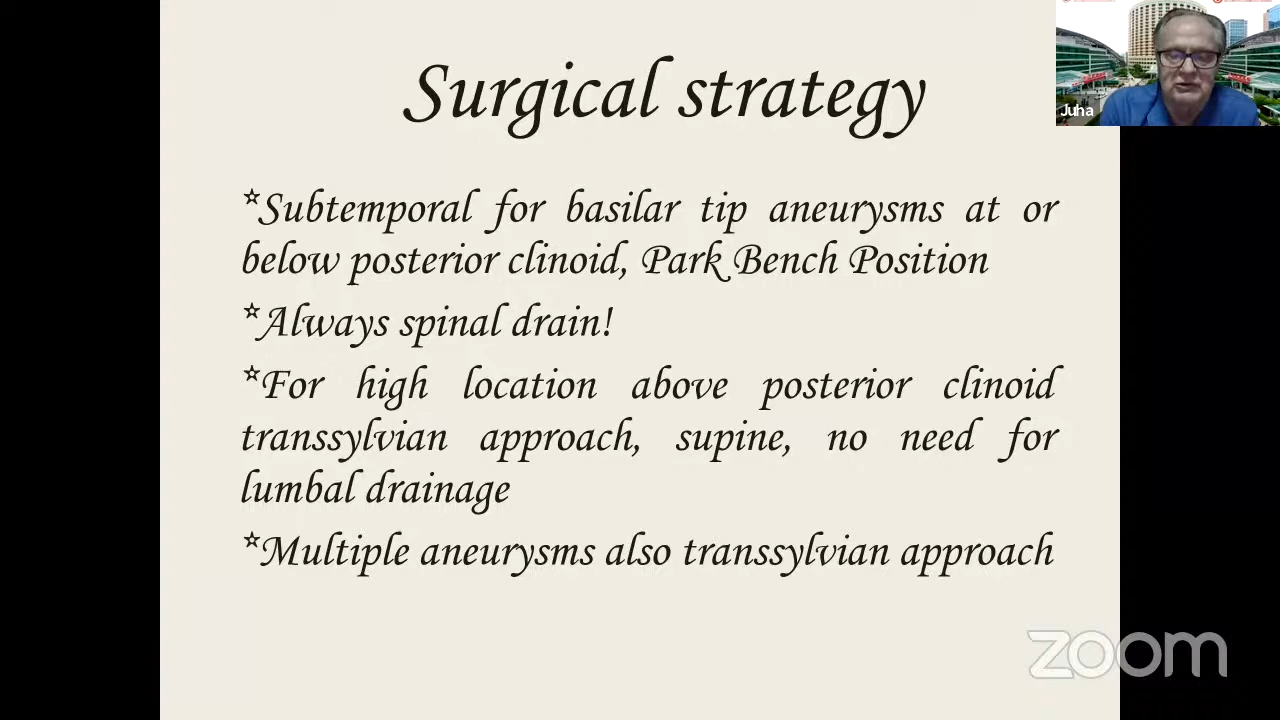 Surgical strategy
Juha
*Subtemporal for basilar tip aneurysms at or
below posterior clinoid, Park Bench Position
*Always spinal drain!
*For high location above posterior clinoid
transsylvian approach, supine, no need for
lumbal drainage
*Multiple aneurysms also transsylvian approach
zoom